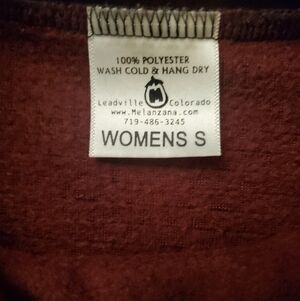 100% POLYESTER
WASH COLD & HANG DRY
Leadville Colorado
www.Melanzana.com
719-486-3245
WOMENS S